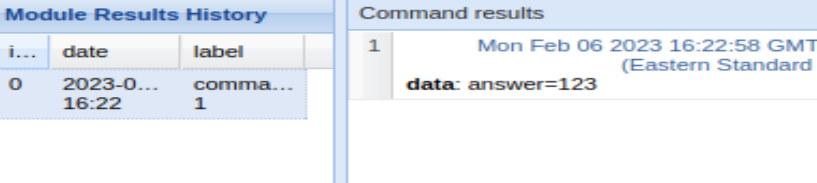 Module Results History
i... date label
0 2023-0... comma...
16:22 1
Command results
1 Mon Feb 06 2023 16:22:58 GMT
(Eastern Standard
data: answer=123